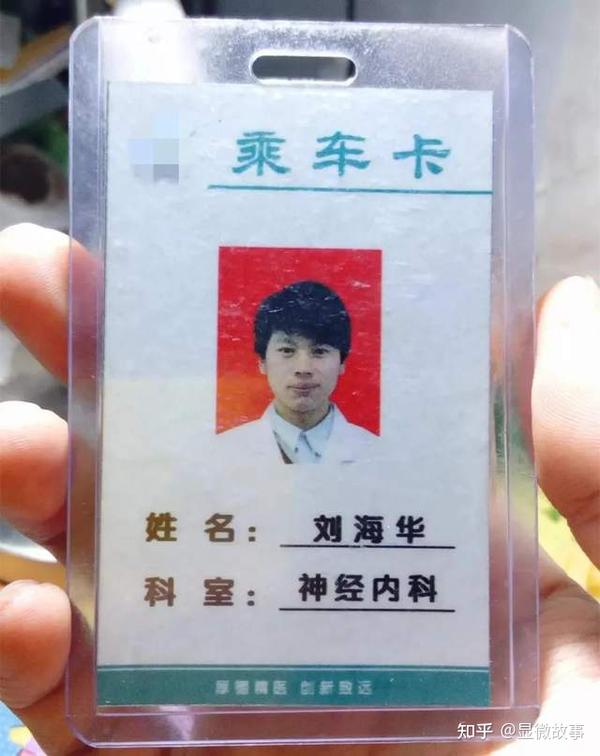 乘车卡
姓名：刘海华
科室：神经内科
厚德精医 创新致远
知乎 @显微故事